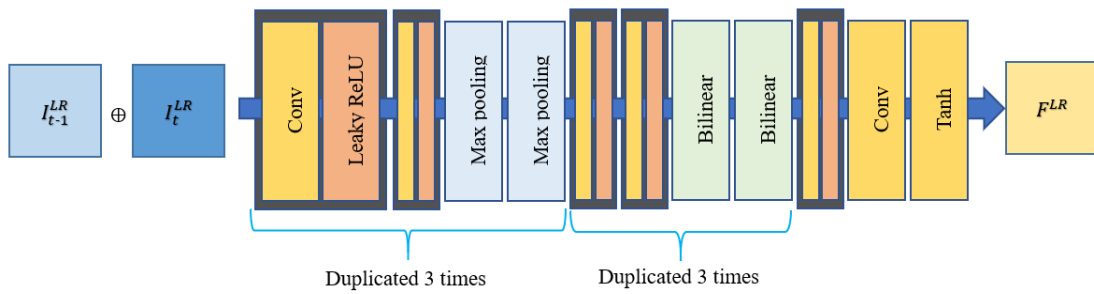 I_{t-1}^{LR} ⊕ I_t^{LR}
Conv
Leaky ReLU
Max pooling
Max pooling
Bilinear
Bilinear
Conv
Tanh
F^{LR}
Duplicated 3 times
Duplicated 3 times